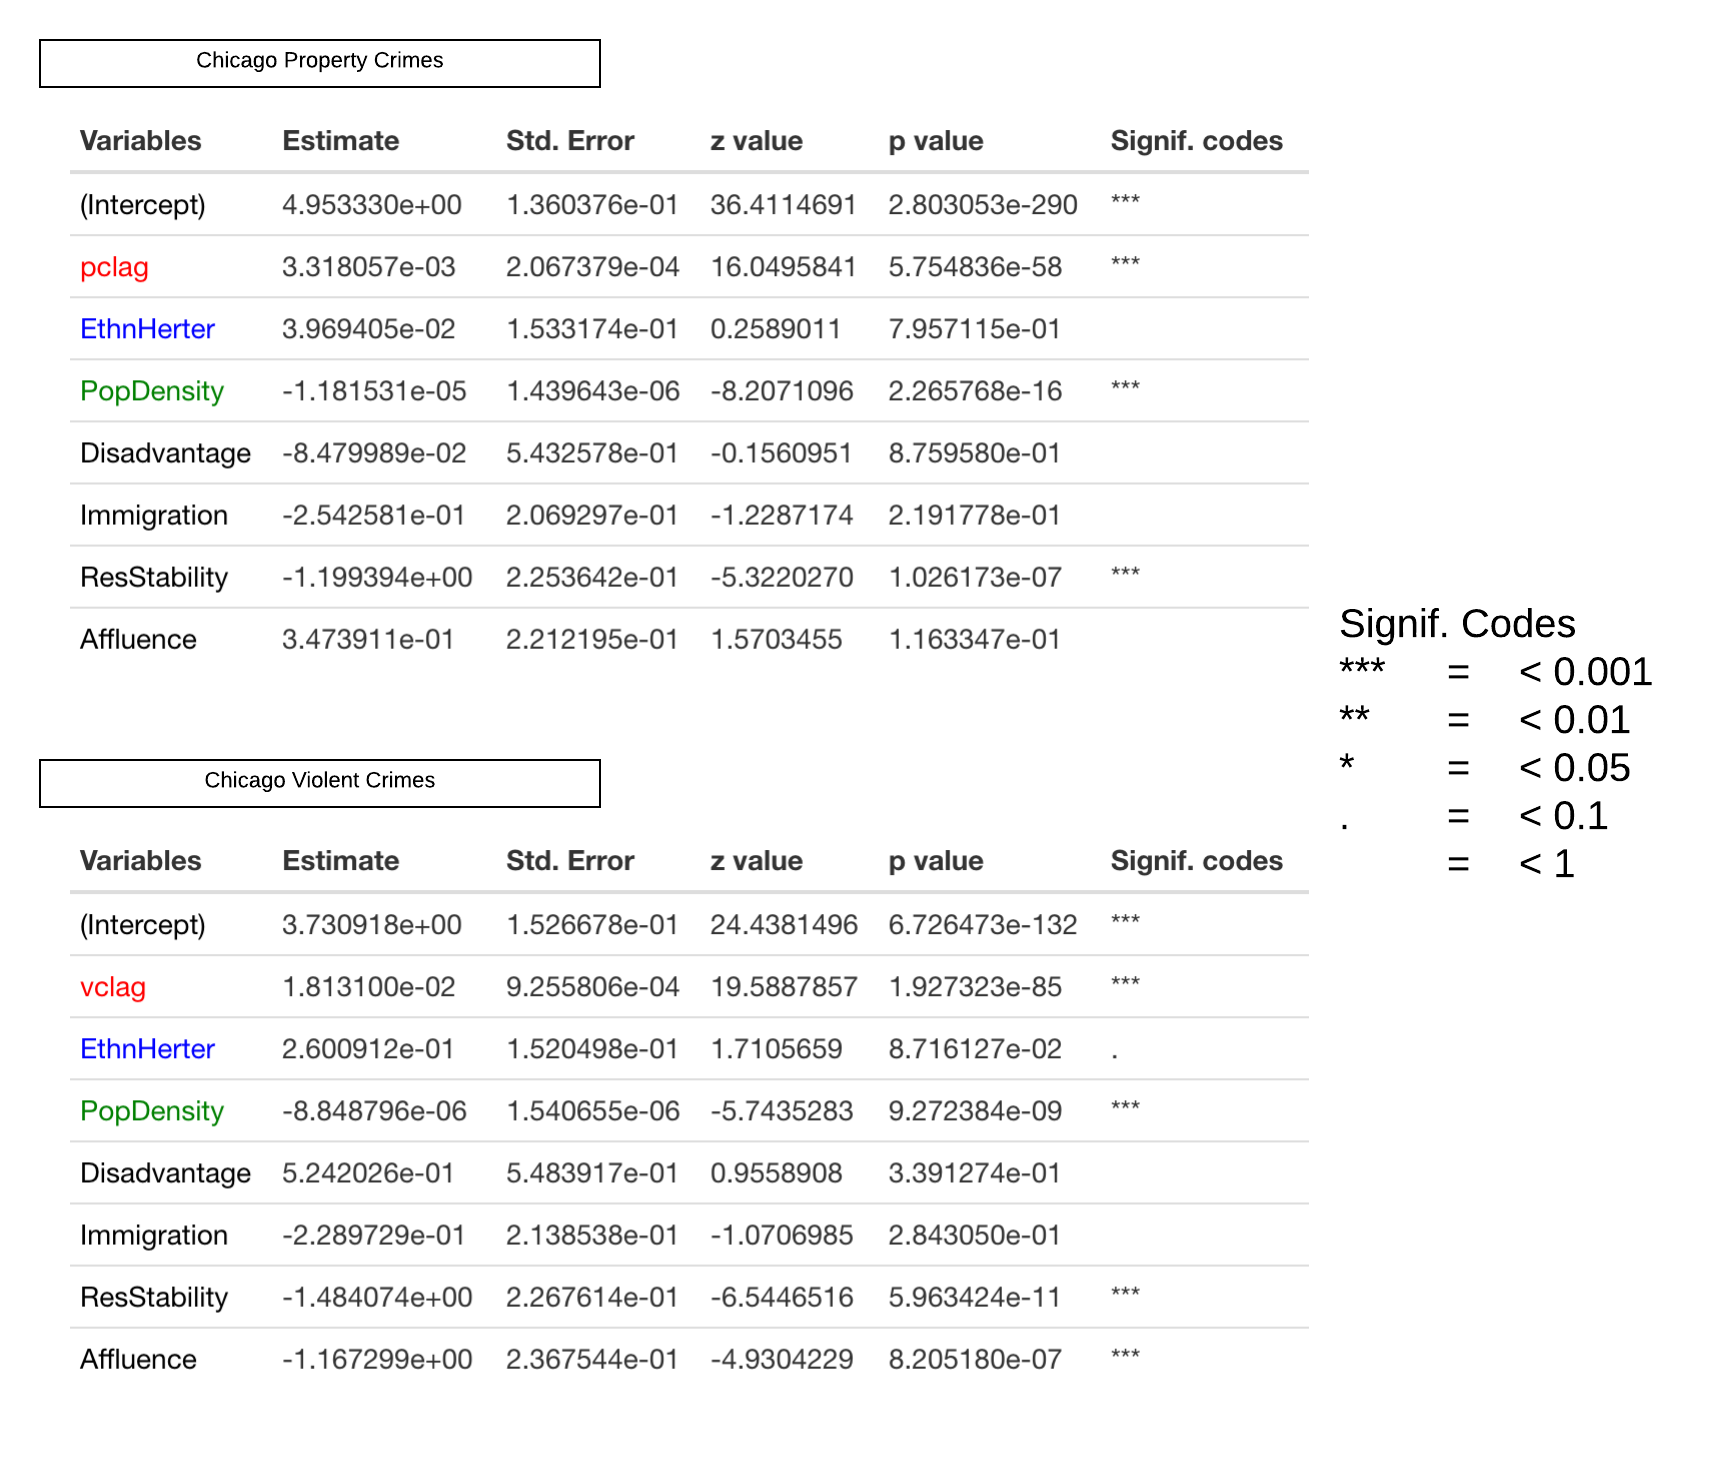 Chicago Property Crimes
Variables Estimate Std. Error z value p value Signif. codes
(Intercept) 4.953330e+00 1.360376e-01 36.4114691 2.803053e-290 ***
pclag 3.318057e-03 2.067379e-04 16.0495841 5.754836e-58 ***
EthnHerter 3.969405e-02 1.533174e-01 0.2589011 7.957115e-01
PopDensity -1.181531e-05 1.439643e-06 -8.2071096 2.265768e-16 ***
Disadvantage -8.479989e-02 5.432578e-01 -0.1560951 8.759580e-01
Immigration -2.542581e-01 2.069297e-01 -1.2287174 2.191778e-01
ResStability -1.199394e+00 2.253642e-01 -5.3220270 1.026173e-07 ***
Affluence 3.473911e-01 2.212195e-01 1.5703455 1.163347e-01
Signif. Codes
*** = < 0.001
** = < 0.01
* = < 0.05
. = < 0.1
= < 1
Chicago Violent Crimes
Variables Estimate Std. Error z value p value Signif. codes
(Intercept) 3.730918e+00 1.526678e-01 24.4381496 6.726473e-132 ***
vclag 1.813100e-02 9.255806e-04 19.5887857 1.927323e-85 ***
EthnHerter 2.600912e-01 1.520498e-01 1.7105659 8.716127e-02 .
PopDensity -8.848796e-06 1.540655e-06 -5.7435283 9.272384e-09 ***
Disadvantage 5.242026e-01 5.483917e-01 0.9558908 3.391274e-01
Immigration -2.289729e-01 2.138538e-01 -1.0706985 2.843050e-01
ResStability -1.484074e+00 2.267614e-01 -6.5446516 5.963424e-11 ***
Affluence -1.167299e+00 2.367544e-01 -4.9304229 8.205180e-07 ***